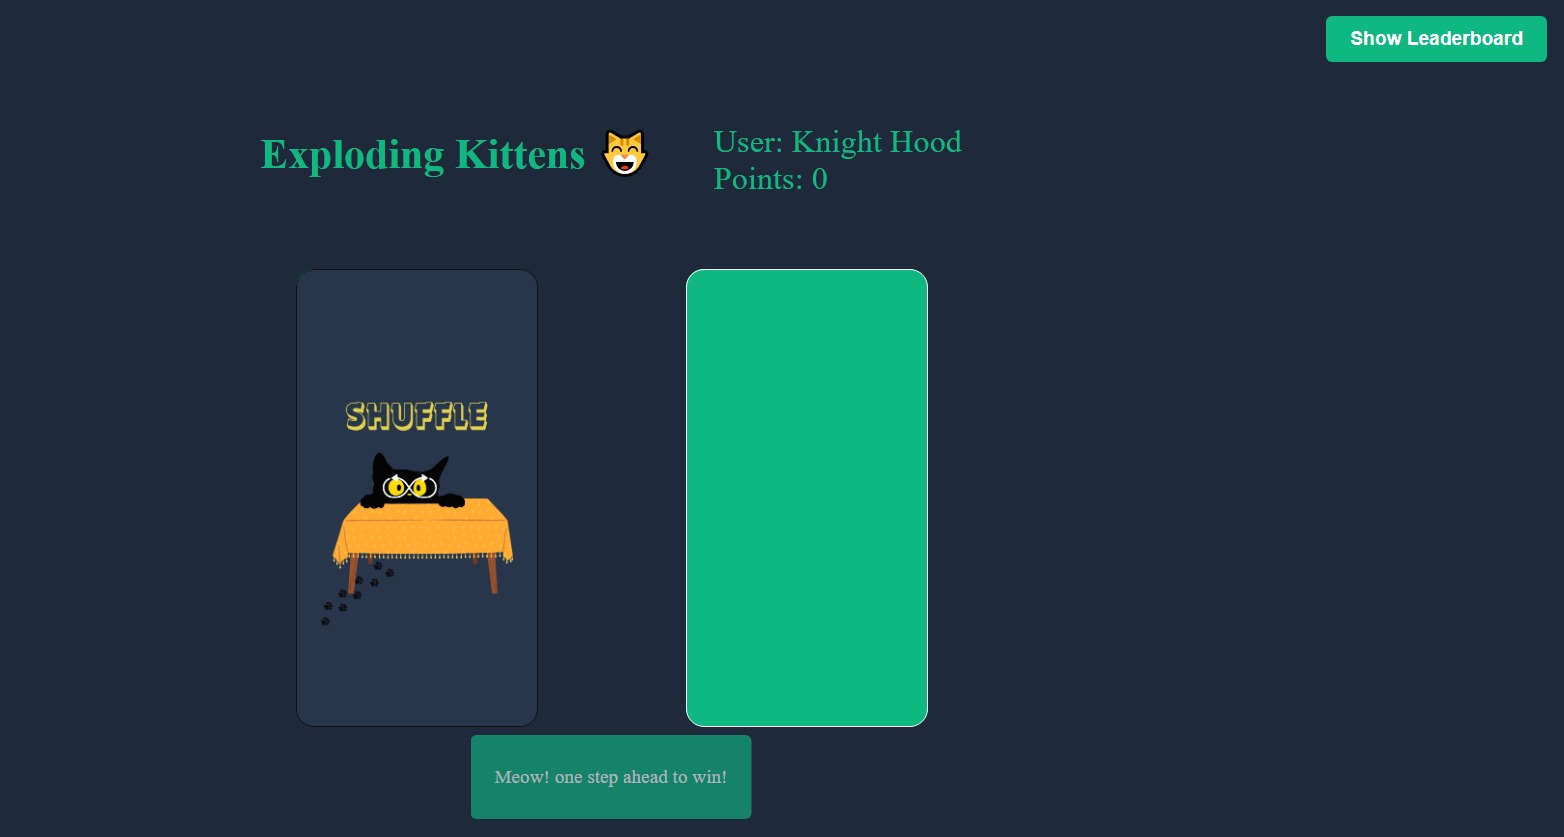 Show Leaderboard
Exploding Kittens
User: Knight Hood
Points: 0
SHUFFLE
Meow! one step ahead to win!